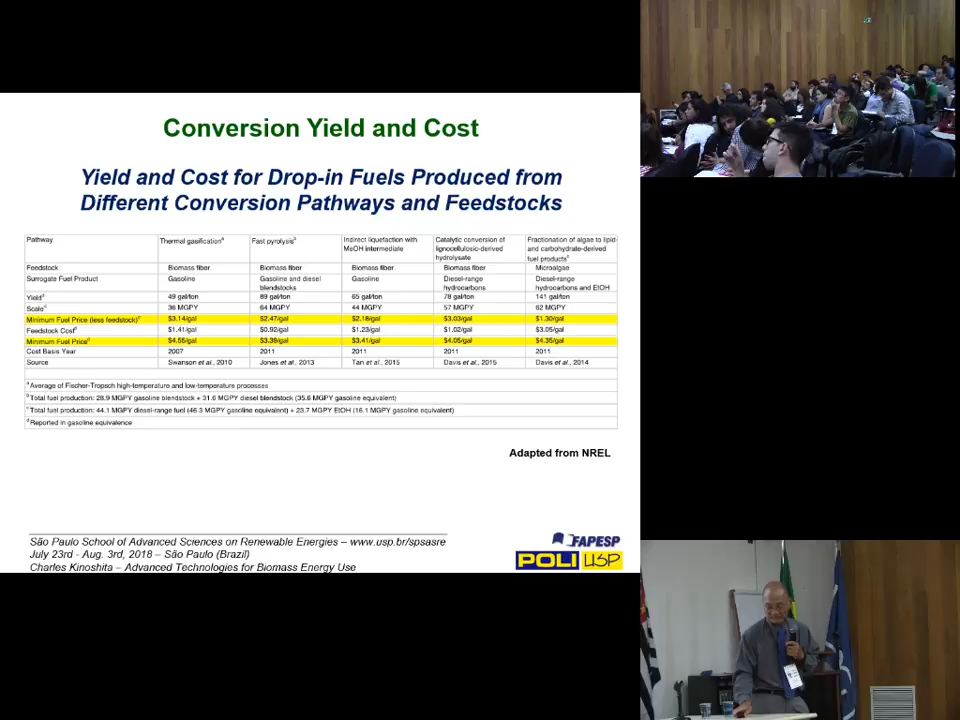 Conversion Yield and Cost
Yield and Cost for Drop-in Fuels Produced from
Different Conversion Pathways and Feedstocks
Pathway Thermal gasificationᵃ Fast pyrolysisᵇ Indirect liquefaction with MeOH intermediate Catalytic conversion of lignocellulosic-derived hydrolysate Fractionation of algae to lipid- and carbohydrate-derived fuel productsᶜ
Feedstock Biomass fiber Biomass fiber Biomass fiber Biomass fiber Microalgae
Surrogate Fuel Product Gasoline Gasoline and diesel blendstocks Gasoline Diesel-range hydrocarbons Diesel-range hydrocarbons and EtOH
Yieldᵈ 49 gal/ton 89 gal/ton 65 gal/ton 78 gal/ton 141 gal/ton
Scaleᵈ 36 MGPY 64 MGPY 44 MGPY 57 MGPY 62 MGPY
Minimum Fuel Price (less feedstock)ᵈ $3.14/gal $2.47/gal $2.18/gal $3.03/gal $1.30/gal
Feedstock Costᵈ $1.41/gal $0.92/gal $1.23/gal $1.02/gal $3.05/gal
Minimum Fuel Priceᵈ $4.55/gal $3.39/gal $3.41/gal $4.05/gal $4.35/gal
Cost Basis Year 2007 2011 2011 2011 2011
Source Swanson et al., 2010 Jones et al., 2013 Tan et al., 2015 Davis et al., 2015 Davis et al., 2014
ᵃAverage of Fischer-Tropsch high-temperature and low-temperature processes
ᵇTotal fuel production: 28.9 MGPY gasoline blendstock + 31.6 MGPY diesel blendstock (35.6 MGPY gasoline equivalent)
ᶜTotal fuel production: 44.1 MGPY diesel-range fuel (46.3 MGPY gasoline equivalent) + 23.7 MGPY EtOH (16.1 MGPY gasoline equivalent)
ᵈReported in gasoline equivalence
Adapted from NREL
São Paulo School of Advanced Sciences on Renewable Energies – www.usp.br/spsasre
July 23rd - Aug. 3rd, 2018 – São Paulo (Brazil)
Charles Kinoshita – Advanced Technologies for Biomass Energy Use
FAPESP
POLI USP